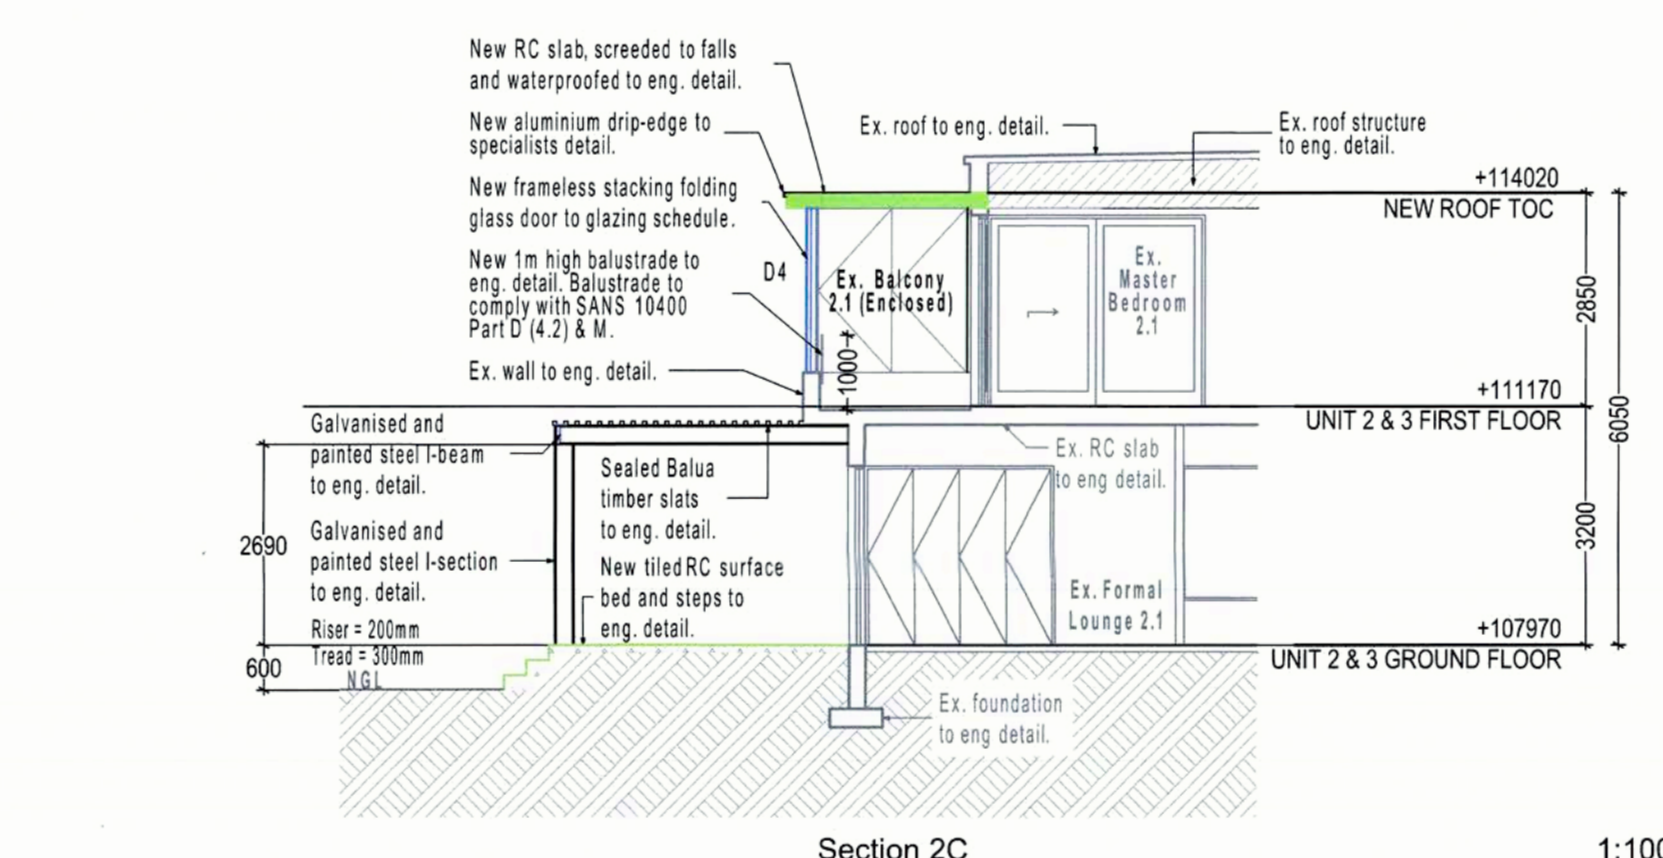 New RC slab, screeded to falls
and waterproofed to eng. detail.
New aluminium drip-edge to
specialists detail.
New frameless stacking folding
glass door to glazing schedule.
New 1m high balustrade to
eng. detail. Balustrade to
comply with SANS 10400
Part D (4.2) & M.
Ex. wall to eng. detail.
Ex. roof to eng. detail.
Ex. roof structure
to eng. detail.
+114020
NEW ROOF TOC
D4
Ex. Balcony
2.1 (Enclosed)
Ex.
Master
Bedroom
2.1
1000
2850
+111170
UNIT 2 & 3 FIRST FLOOR
6050
Galvanised and
painted steel I-beam
to eng. detail.
Sealed Balua
timber slats
to eng. detail.
Ex. RC slab
to eng detail.
2690
Galvanised and
painted steel I-section
to eng. detail.
New tiled RC surface
bed and steps to
eng. detail.
3200
Ex. Formal
Lounge 2.1
Riser = 200mm
Tread = 300mm
+107970
UNIT 2 & 3 GROUND FLOOR
600
NGL
Ex. foundation
to eng detail.
Section 2C
1:100